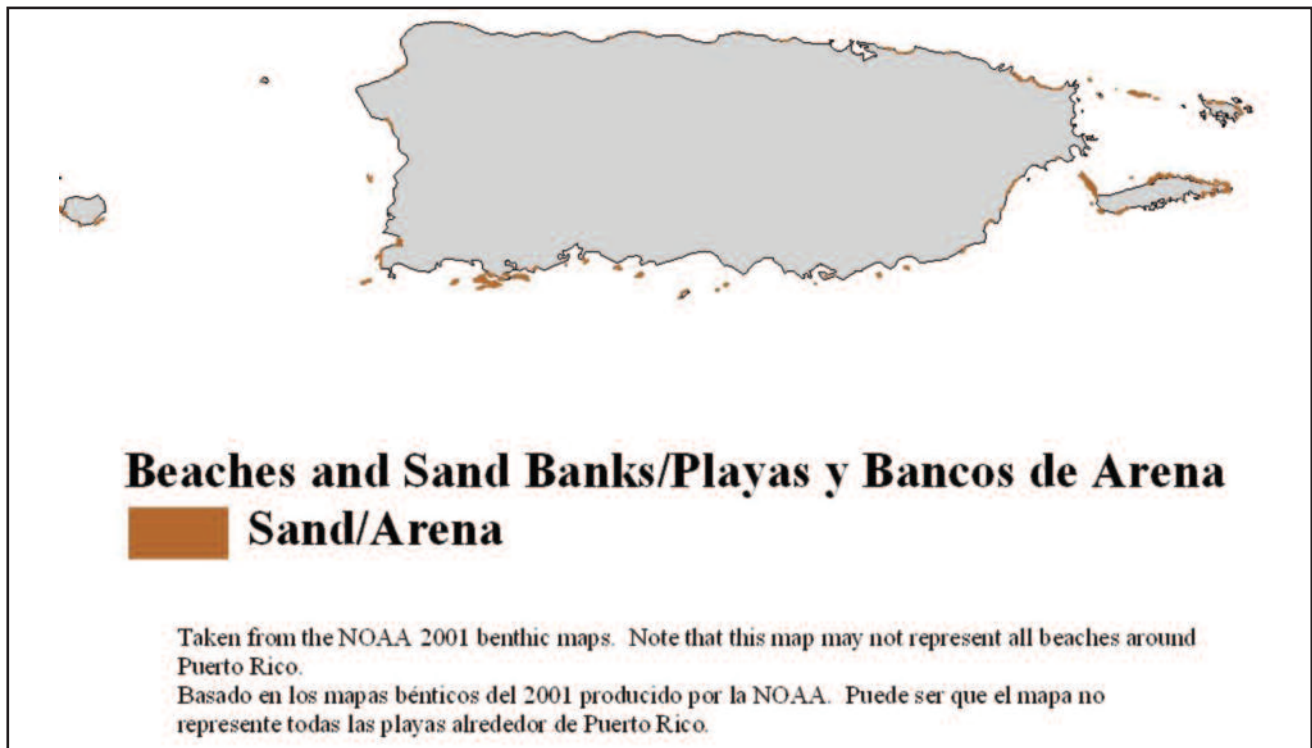 Beaches and Sand Banks/Playas y Bancos de Arena
Sand/Arena
Taken from the NOAA 2001 benthic maps.  Note that this map may not represent all beaches around
Puerto Rico.
Basado en los mapas bénticos del 2001 producido por la NOAA.  Puede ser que el mapa no
represente todas las playas alrededor de Puerto Rico.